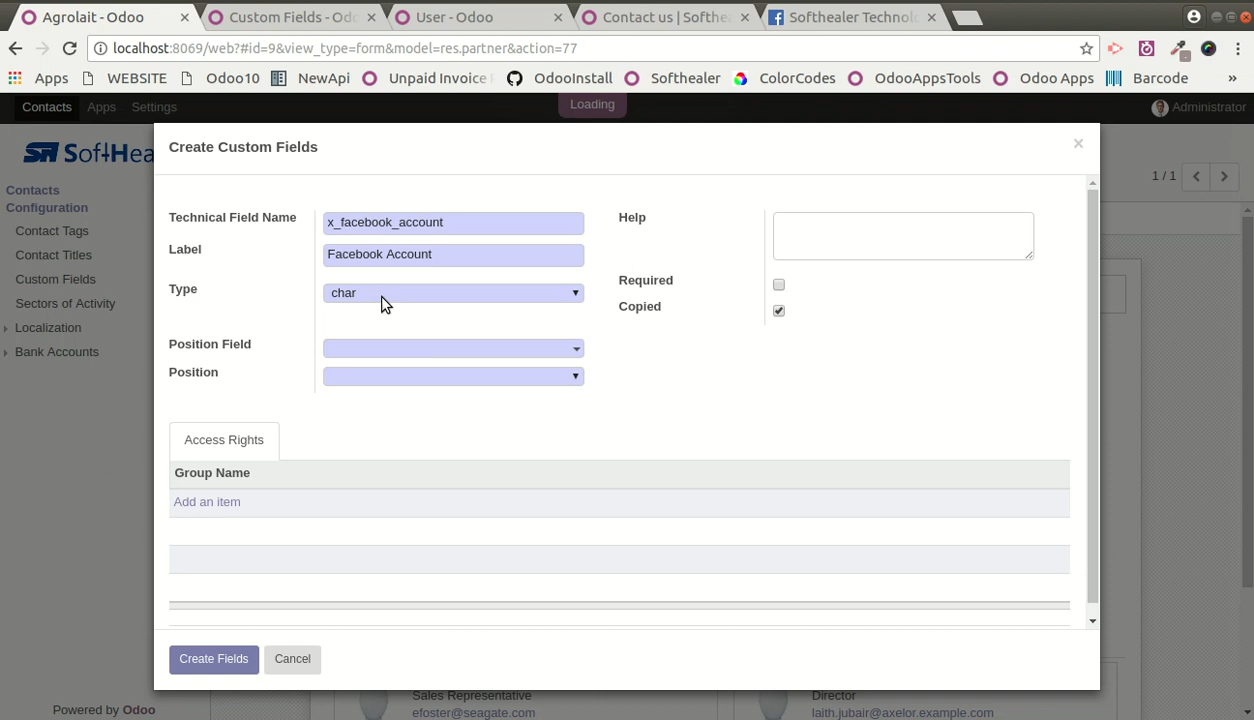 Agrolait - Odoo
Custom Fields - Odo
User - Odoo
Contact us | Softhea
Softhealer Technolo
localhost:8069/web?#id=9&view_type=form&model=res.partner&action=77
Apps WEBSITE Odoo10 NewApi Unpaid Invoice OdooInstall Softhealer ColorCodes OdooAppsTools Odoo Apps Barcode »
Contacts Apps Settings
Loading
Administrator
SoftHea
Contacts
Configuration
Contact Tags
Contact Titles
Custom Fields
Sectors of Activity
Localization
Bank Accounts
Powered by Odoo
1 / 1
Create Custom Fields ×
Technical Field Name x_facebook_account
Label Facebook Account
Type char
Position Field
Position
Help
Required
Copied
Access Rights
Group Name
Add an item
Create Fields Cancel
Sales Representative
efoster@seagate.com
Director
laith.jubair@axelor.example.com